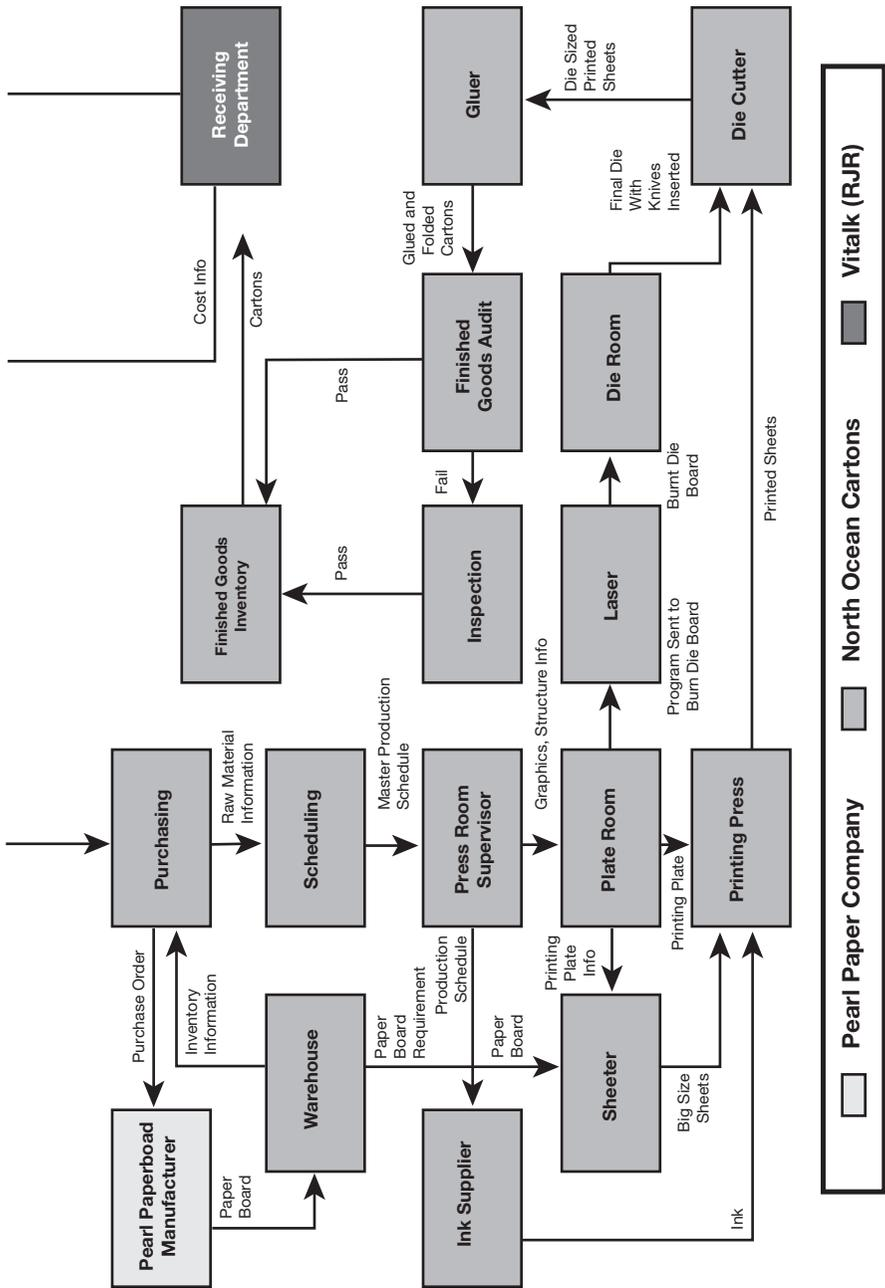 Pearl Paperboad
Manufacturer
Purchase Order
Inventory
Information
Purchasing
Paper
Board
Warehouse
Raw Material
Information
Scheduling
Paper
Board
Requirement
Master Production
Schedule
Ink Supplier
Production
Schedule
Press Room
Supervisor
Paper
Board
Printing
Plate
Info
Graphics, Structure Info
Sheeter
Plate Room
Program Sent to
Burn Die Board
Laser
Burnt Die
Board
Die Room
Final Die
With
Knives
Inserted
Big Size
Sheets
Printing Plate
Ink
Printing Press
Printed Sheets
Die Cutter
Die Sized
Printed
Sheets
Gluer
Glued and
Folded
Cartons
Finished
Goods Audit
Fail
Inspection
Pass
Pass
Finished Goods
Inventory
Cartons
Cost Info
Receiving
Department
Pearl Paper Company
North Ocean Cartons
Vitalk (RJR)